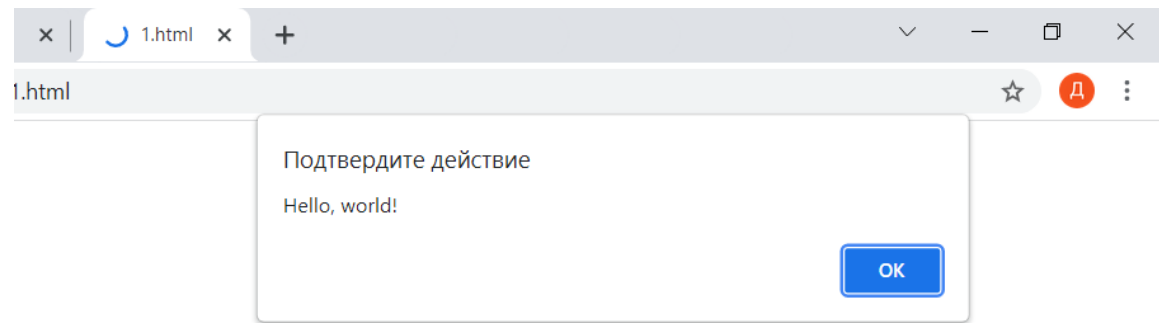 1.html
1.html
Д
Подтвердите действие
Hello, world!
OK